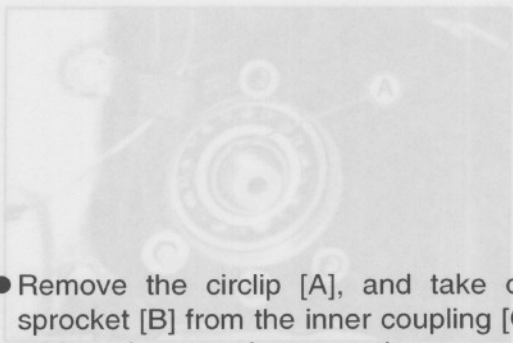 A
● Remove the circlip [A], and take
sprocket [B] from the inner coupling